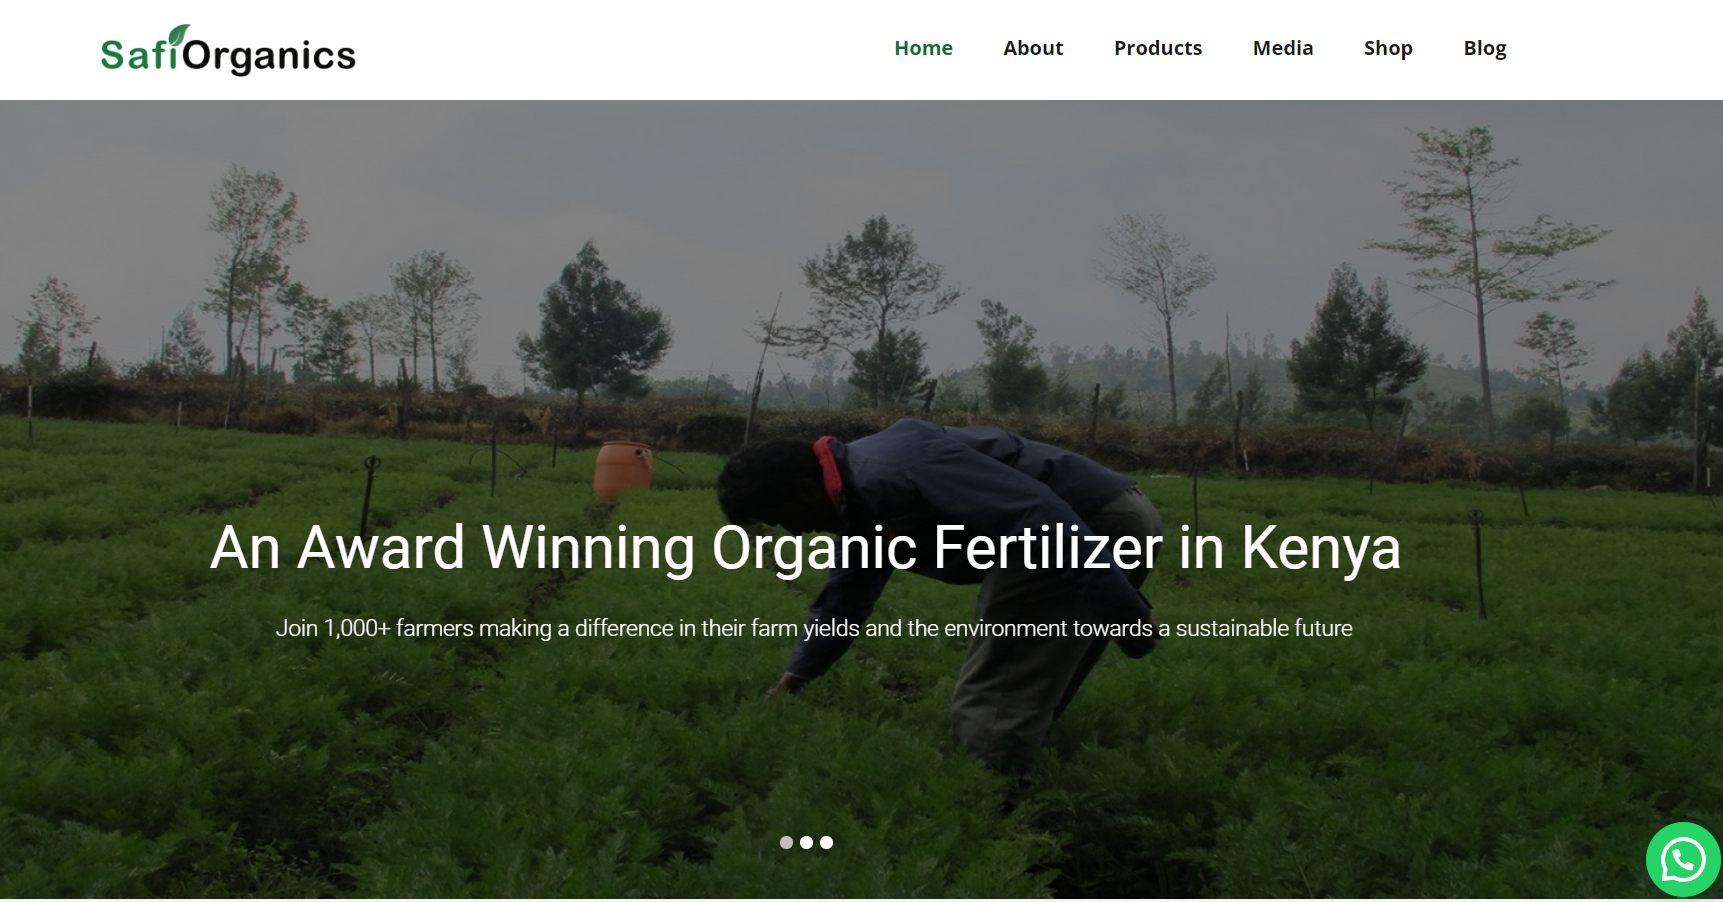 SafiOrganics
Home About Products Media Shop Blog
An Award Winning Organic Fertilizer in Kenya
Join 1,000+ farmers making a difference in their farm yields and the environment towards a sustainable future